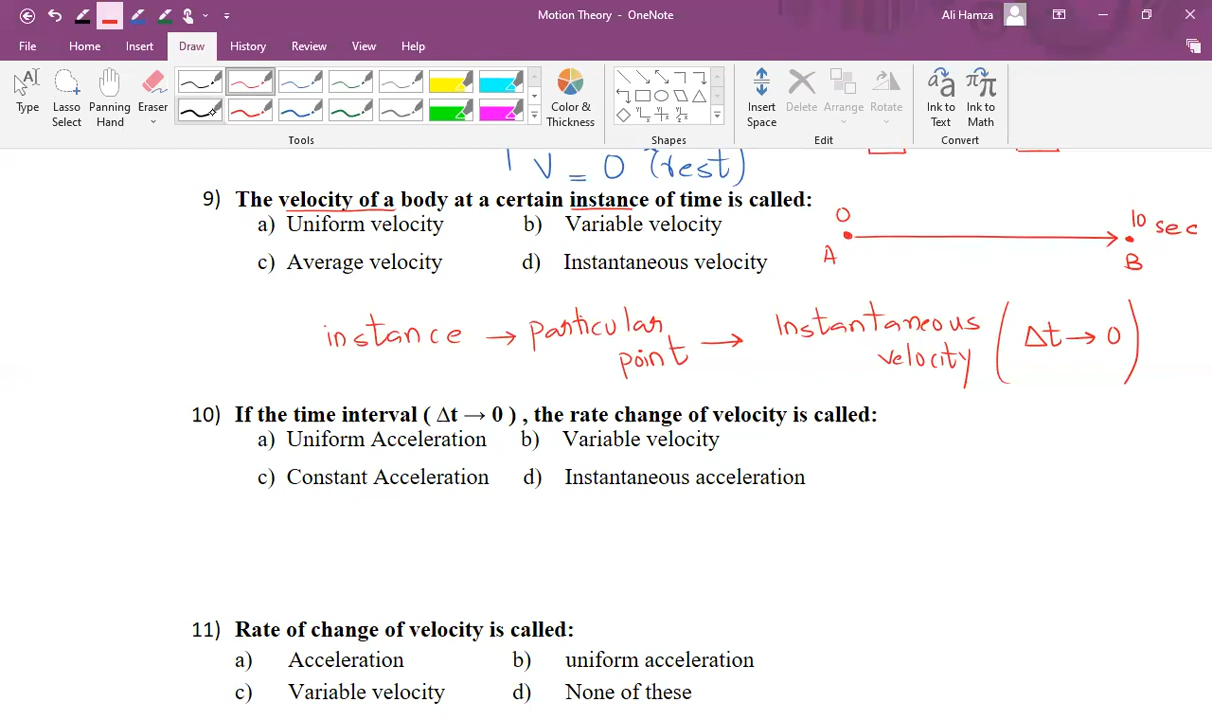 Motion Theory - OneNote
Ali Hamza
File Home Insert Draw History Review View Help
Type Lasso Select Panning Hand Eraser Color & Thickness Insert Space Delete Arrange Rotate Ink to Text Ink to Math
Tools Shapes Edit Convert
V = 0 (rest)
9) The velocity of a body at a certain instance of time is called:
a) Uniform velocity b) Variable velocity
c) Average velocity d) Instantaneous velocity
0 10 sec
A B
instance → particular point → Instantaneous velocity ( Δt → 0 )
10) If the time interval ( Δt → 0 ) , the rate change of velocity is called:
a) Uniform Acceleration b) Variable velocity
c) Constant Acceleration d) Instantaneous acceleration
11) Rate of change of velocity is called:
a) Acceleration b) uniform acceleration
c) Variable velocity d) None of these